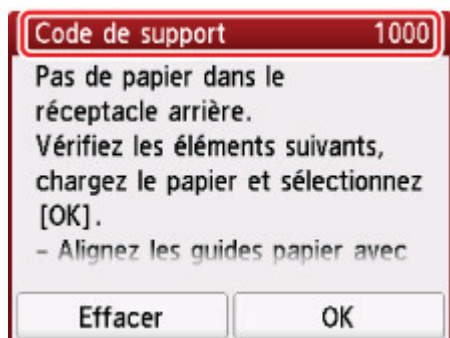 Code de support 1000
Pas de papier dans le
réceptacle arrière.
Vérifiez les éléments suivants,
chargez le papier et sélectionnez
[OK].
- Alignez les guides papier avec
Effacer OK